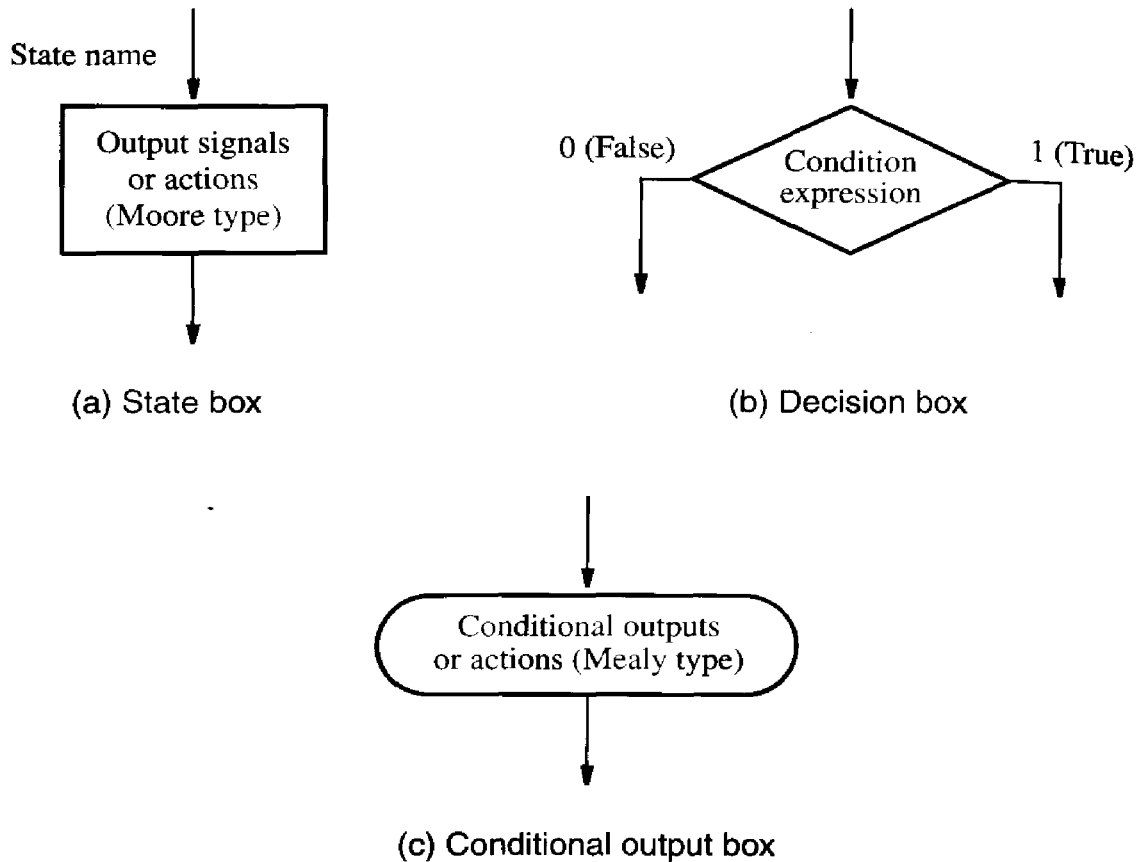 State name
Output signals
or actions
(Moore type)
(a) State box
0 (False)
Condition
expression
1 (True)
(b) Decision box
Conditional outputs
or actions (Mealy type)
(c) Conditional output box